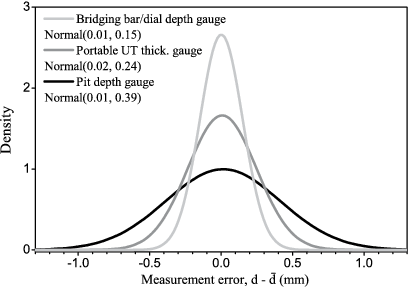 Bridging bar/dial depth gauge
Normal(0.01, 0.15)
Portable UT thick. gauge
Normal(0.02, 0.24)
Pit depth gauge
Normal(0.01, 0.39)
3
2
1
0
Density
-1.0 -0.5 0.0 0.5 1.0
Measurement error, d - d̄ (mm)